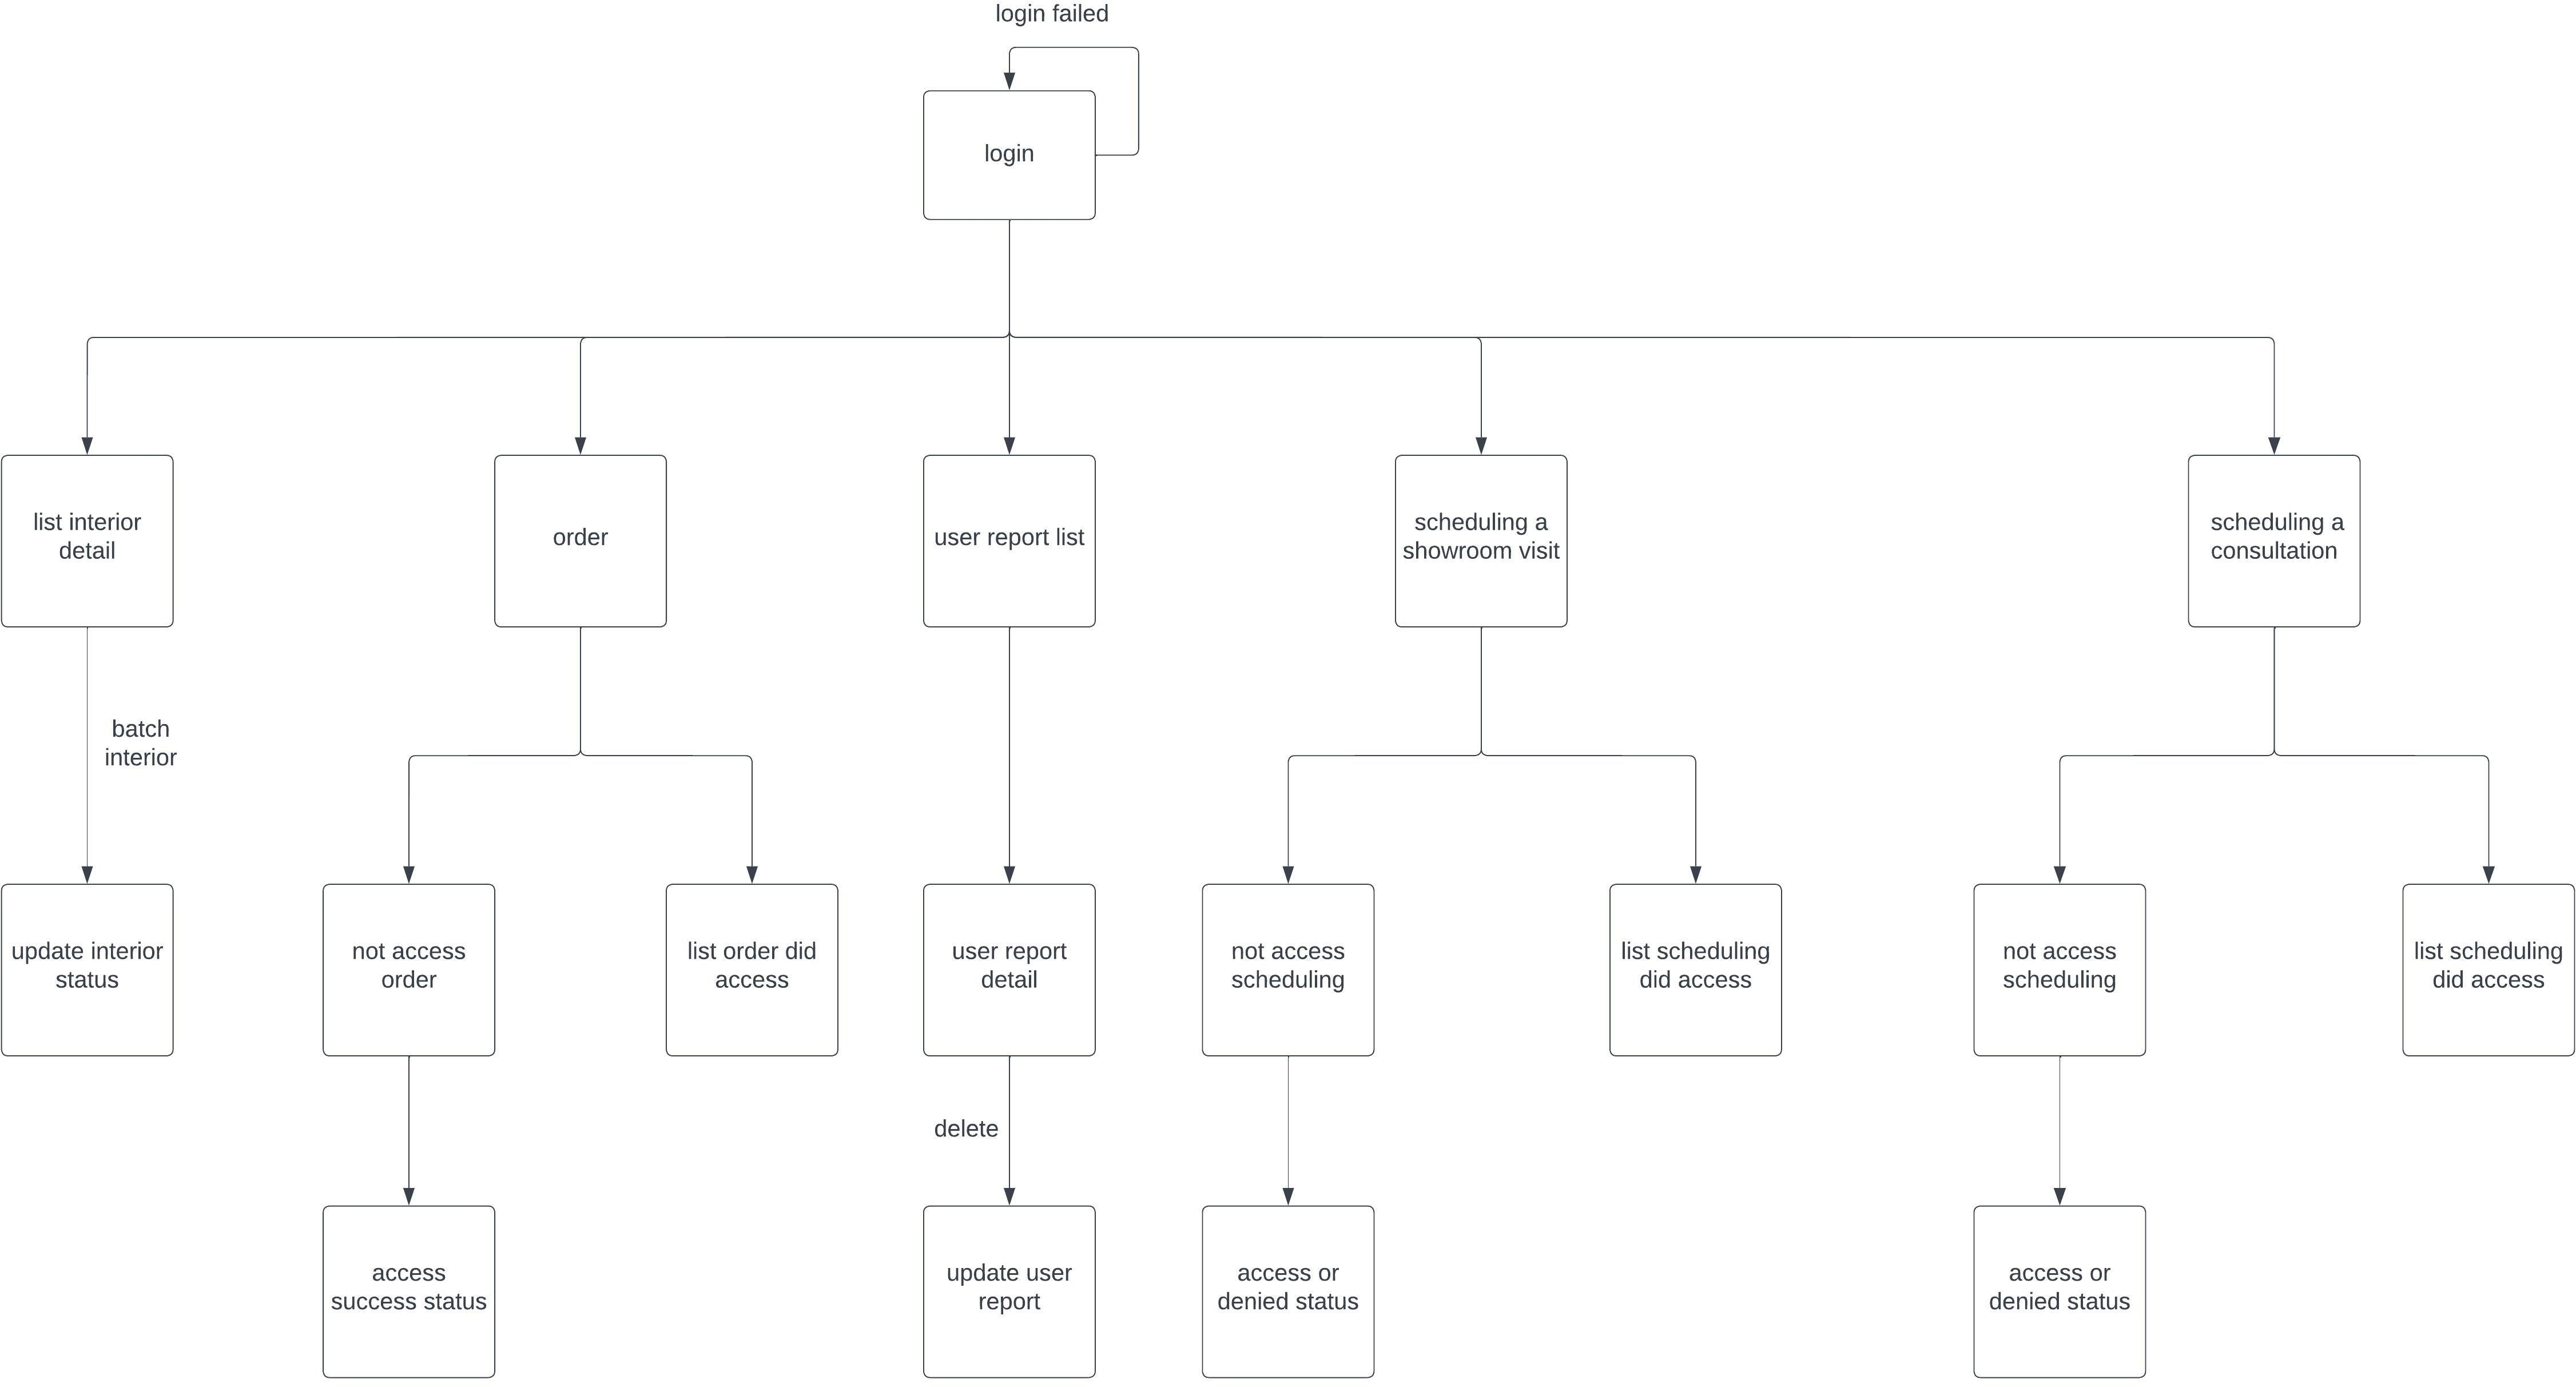 login failed
login
list interior
detail
order
user report list
scheduling a
showroom visit
scheduling a
consultation
batch
interior
update interior
status
not access
order
list order did
access
user report
detail
not access
scheduling
list scheduling
did access
not access
scheduling
list scheduling
did access
delete
access
success status
update user
report
access or
denied status
access or
denied status